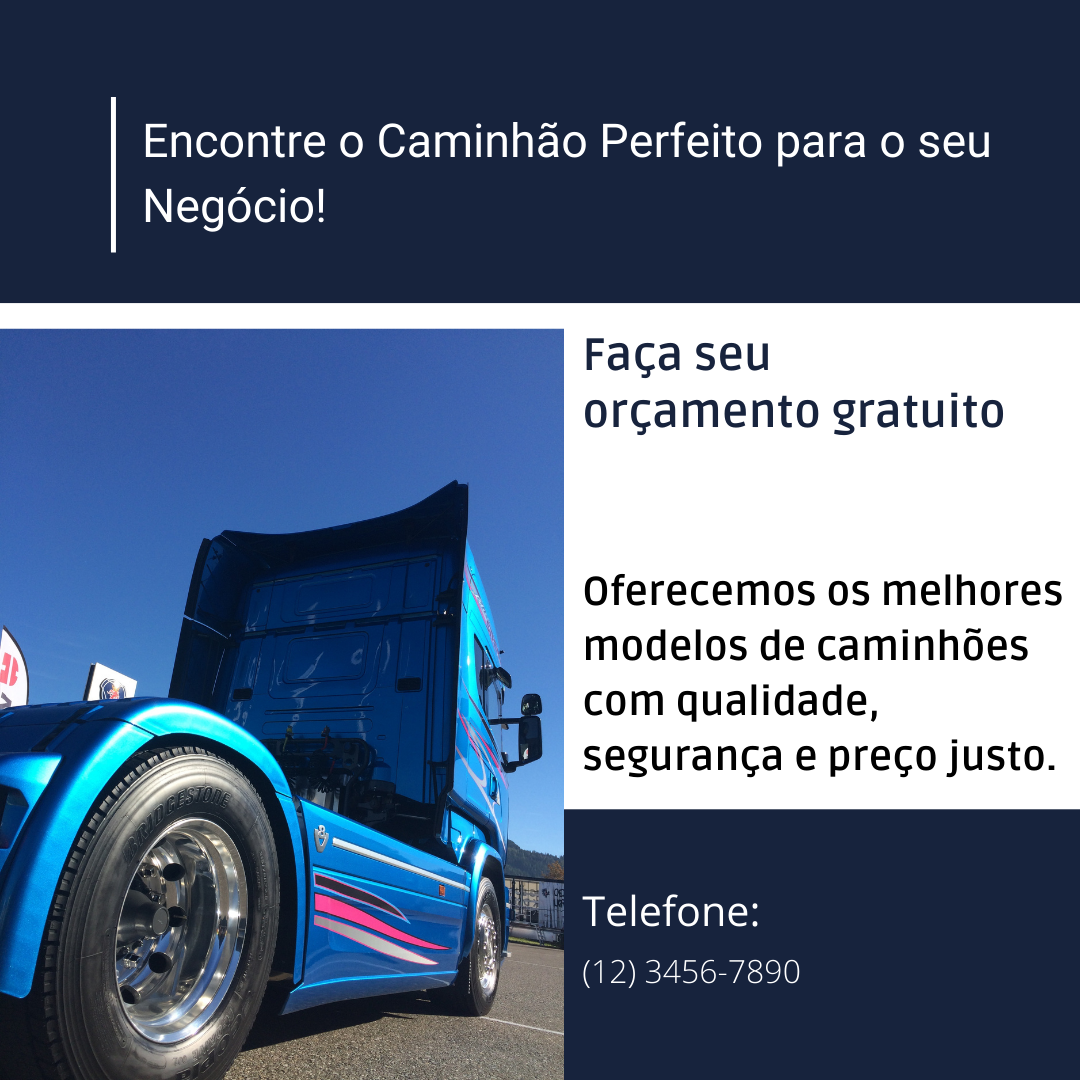 Encontre o Caminhão Perfeito para o seu
Negócio!
Faça seu
orçamento gratuito
Oferecemos os melhores
modelos de caminhões
com qualidade,
segurança e preço justo.
BRIDGESTONE
Telefone:
(12) 3456-7890